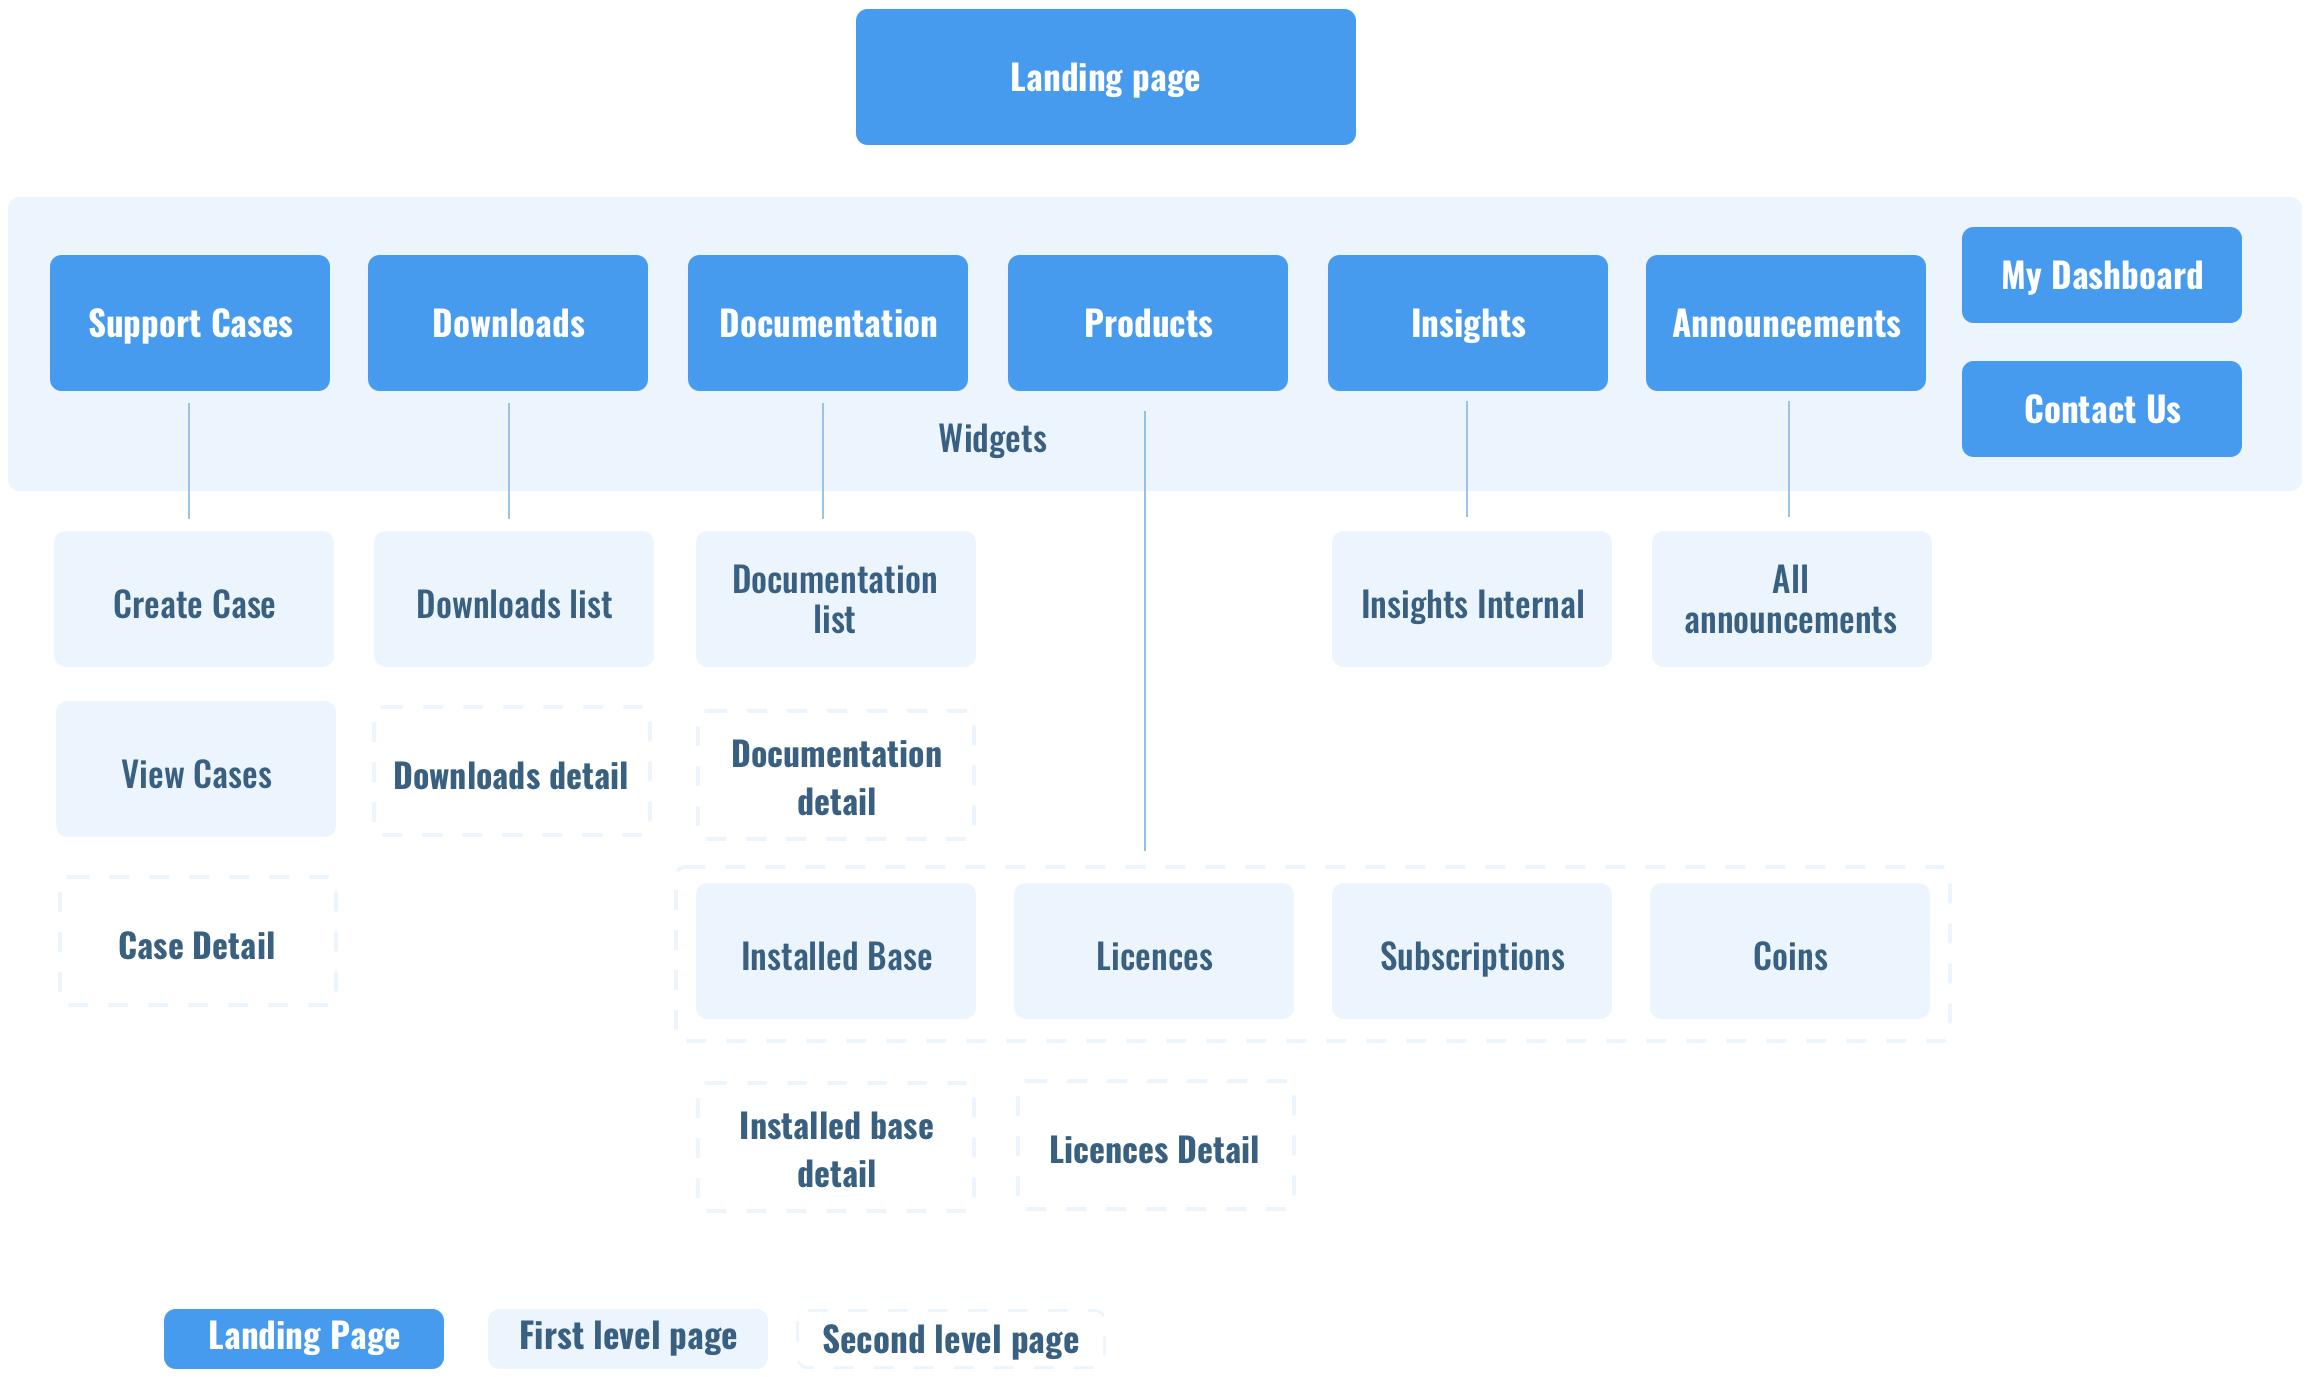 Landing page
Support Cases
Downloads
Documentation
Products
Insights
Announcements
My Dashboard
Contact Us
Widgets
Create Case
Downloads list
Documentation
list
Insights Internal
All
announcements
View Cases
Downloads detail
Documentation
detail
Case Detail
Installed Base
Licences
Subscriptions
Coins
Installed base
detail
Licences Detail
Landing Page
First level page
Second level page